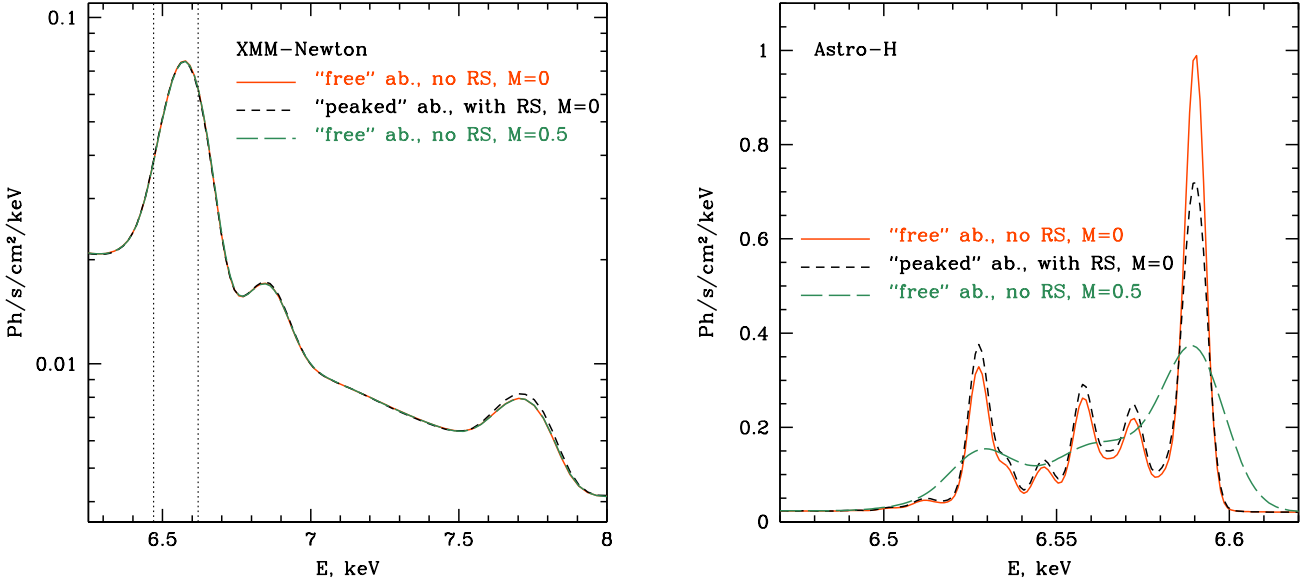 0.1
0.01
Ph/s/cm²/keV
XMM-Newton
"free" ab., no RS, M=0
"peaked" ab., with RS, M=0
"free" ab., no RS, M=0.5
6.5 7 7.5 8
E, keV
1
0.8
0.6
0.4
0.2
0
Ph/s/cm²/keV
Astro-H
"free" ab., no RS, M=0
"peaked" ab., with RS, M=0
"free" ab., no RS, M=0.5
6.5 6.55 6.6
E, keV